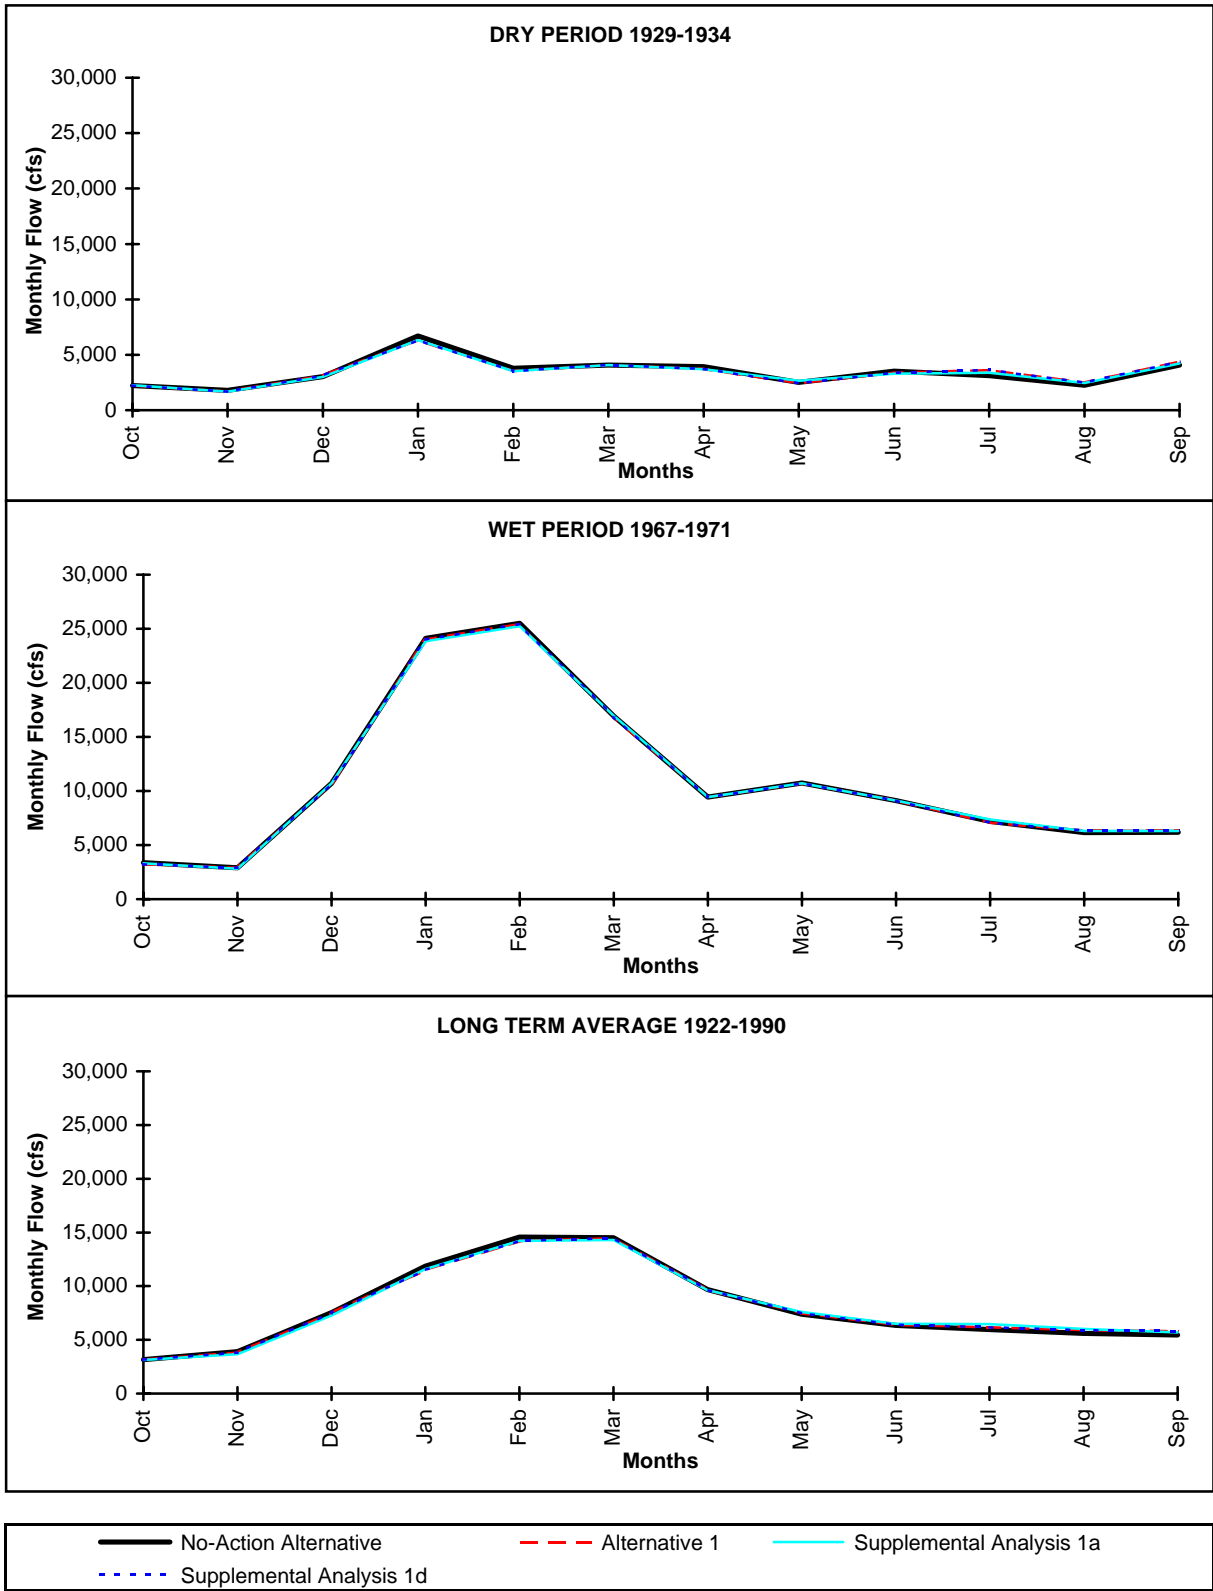 DRY PERIOD 1929-1934
30,000
25,000
20,000
15,000
10,000
5,000
0
Monthly Flow (cfs)
Oct Nov Dec Jan Feb Mar Apr May Jun Jul Aug Sep
Months
WET PERIOD 1967-1971
30,000
25,000
20,000
15,000
10,000
5,000
0
Monthly Flow (cfs)
Oct Nov Dec Jan Feb Mar Apr May Jun Jul Aug Sep
Months
LONG TERM AVERAGE 1922-1990
30,000
25,000
20,000
15,000
10,000
5,000
0
Monthly Flow (cfs)
Oct Nov Dec Jan Feb Mar Apr May Jun Jul Aug Sep
Months
No-Action Alternative Alternative 1 Supplemental Analysis 1a
Supplemental Analysis 1d